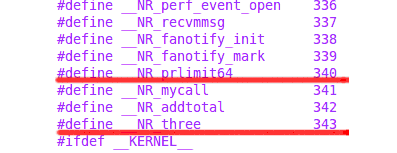 #define __NR_perf_event_open 336
#define __NR_recvmmsg 337
#define __NR_fanotify_init 338
#define __NR_fanotify_mark 339
#define __NR_prlimit64 340
#define __NR_mycall 341
#define __NR_addtotal 342
#define __NR_three 343
#ifdef __KERNEL__